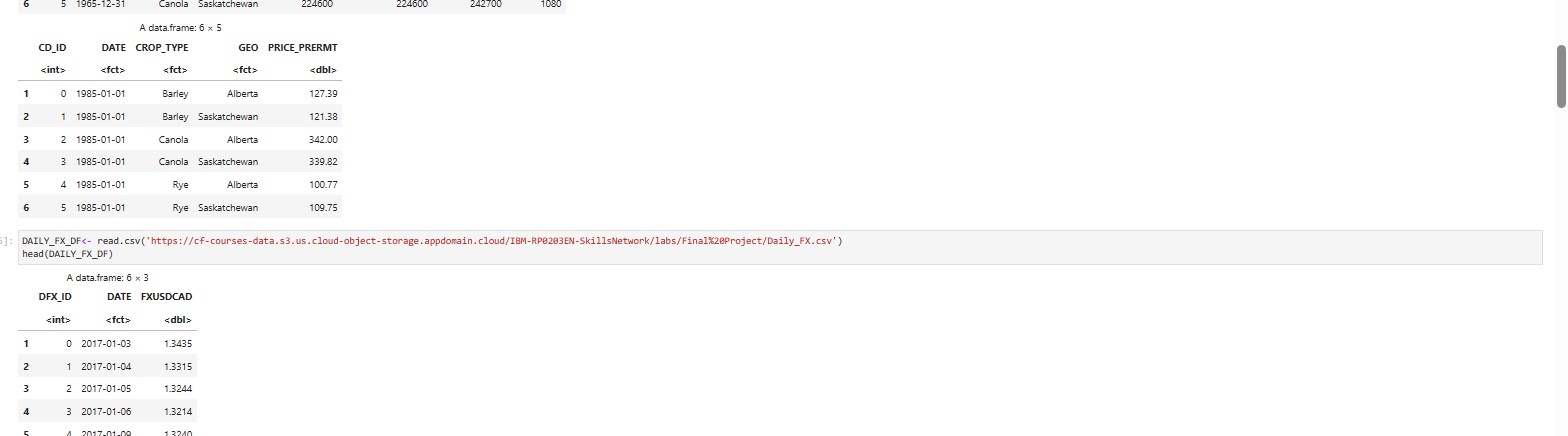 6 5 1965-12-31 Canola Saskatchewan 224600 224600 242700 1080
A data.frame: 6 × 5
CD_ID DATE CROP_TYPE GEO PRICE_PRERMT
<int> <fct> <fct> <fct> <dbl>
1 0 1985-01-01 Barley Alberta 127.39
2 1 1985-01-01 Barley Saskatchewan 121.38
3 2 1985-01-01 Canola Alberta 342.00
4 3 1985-01-01 Canola Saskatchewan 339.82
5 4 1985-01-01 Rye Alberta 100.77
6 5 1985-01-01 Rye Saskatchewan 109.75
]: DAILY_FX_DF<- read.csv('https://cf-courses-data.s3.us.cloud-object-storage.appdomain.cloud/IBM-RP0203EN-SkillsNetwork/labs/Final%20Project/Daily_FX.csv')
head(DAILY_FX_DF)
A data.frame: 6 × 3
DFX_ID DATE FXUSDCAD
<int> <fct> <dbl>
1 0 2017-01-03 1.3435
2 1 2017-01-04 1.3315
3 2 2017-01-05 1.3244
4 3 2017-01-06 1.3214
5 4 2017-01-09 1.3240